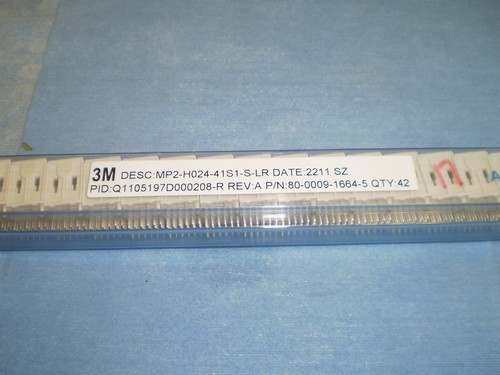 3M DESC:MP2-H024-41S1-S-LR DATE:2211 SZ
PID:Q1105197D000208-R REV:A P/N:80-0009-1664-5 QTY:42
n
A